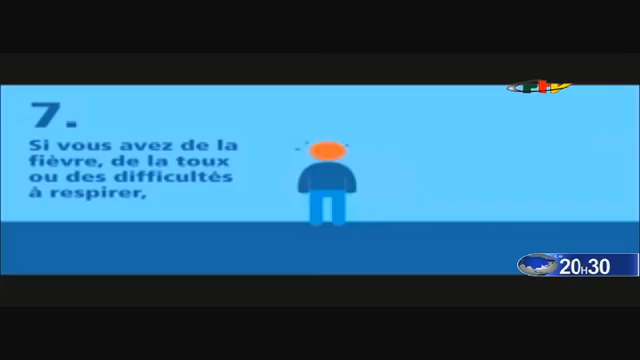 7.
Si vous avez de la
fièvre, de la toux
ou des difficultés
à respirer,
20H30